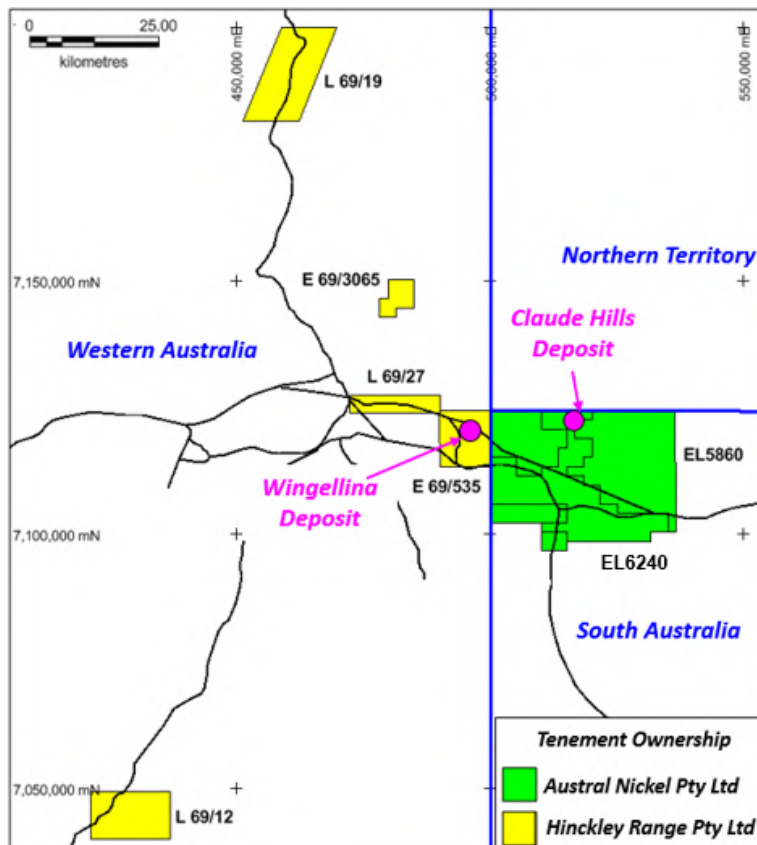 0 25.00
kilometres
450,000 mE
500,000 mE
550,000 mE
L 69/19
Northern Territory
7,150,000 mN
E 69/3065
Claude Hills
Deposit
Western Australia
L 69/27
EL5860
Wingellina
Deposit
E 69/535
7,100,000 mN
EL6240
South Australia
Tenement Ownership
Austral Nickel Pty Ltd
7,050,000 mN
L 69/12
Hinckley Range Pty Ltd